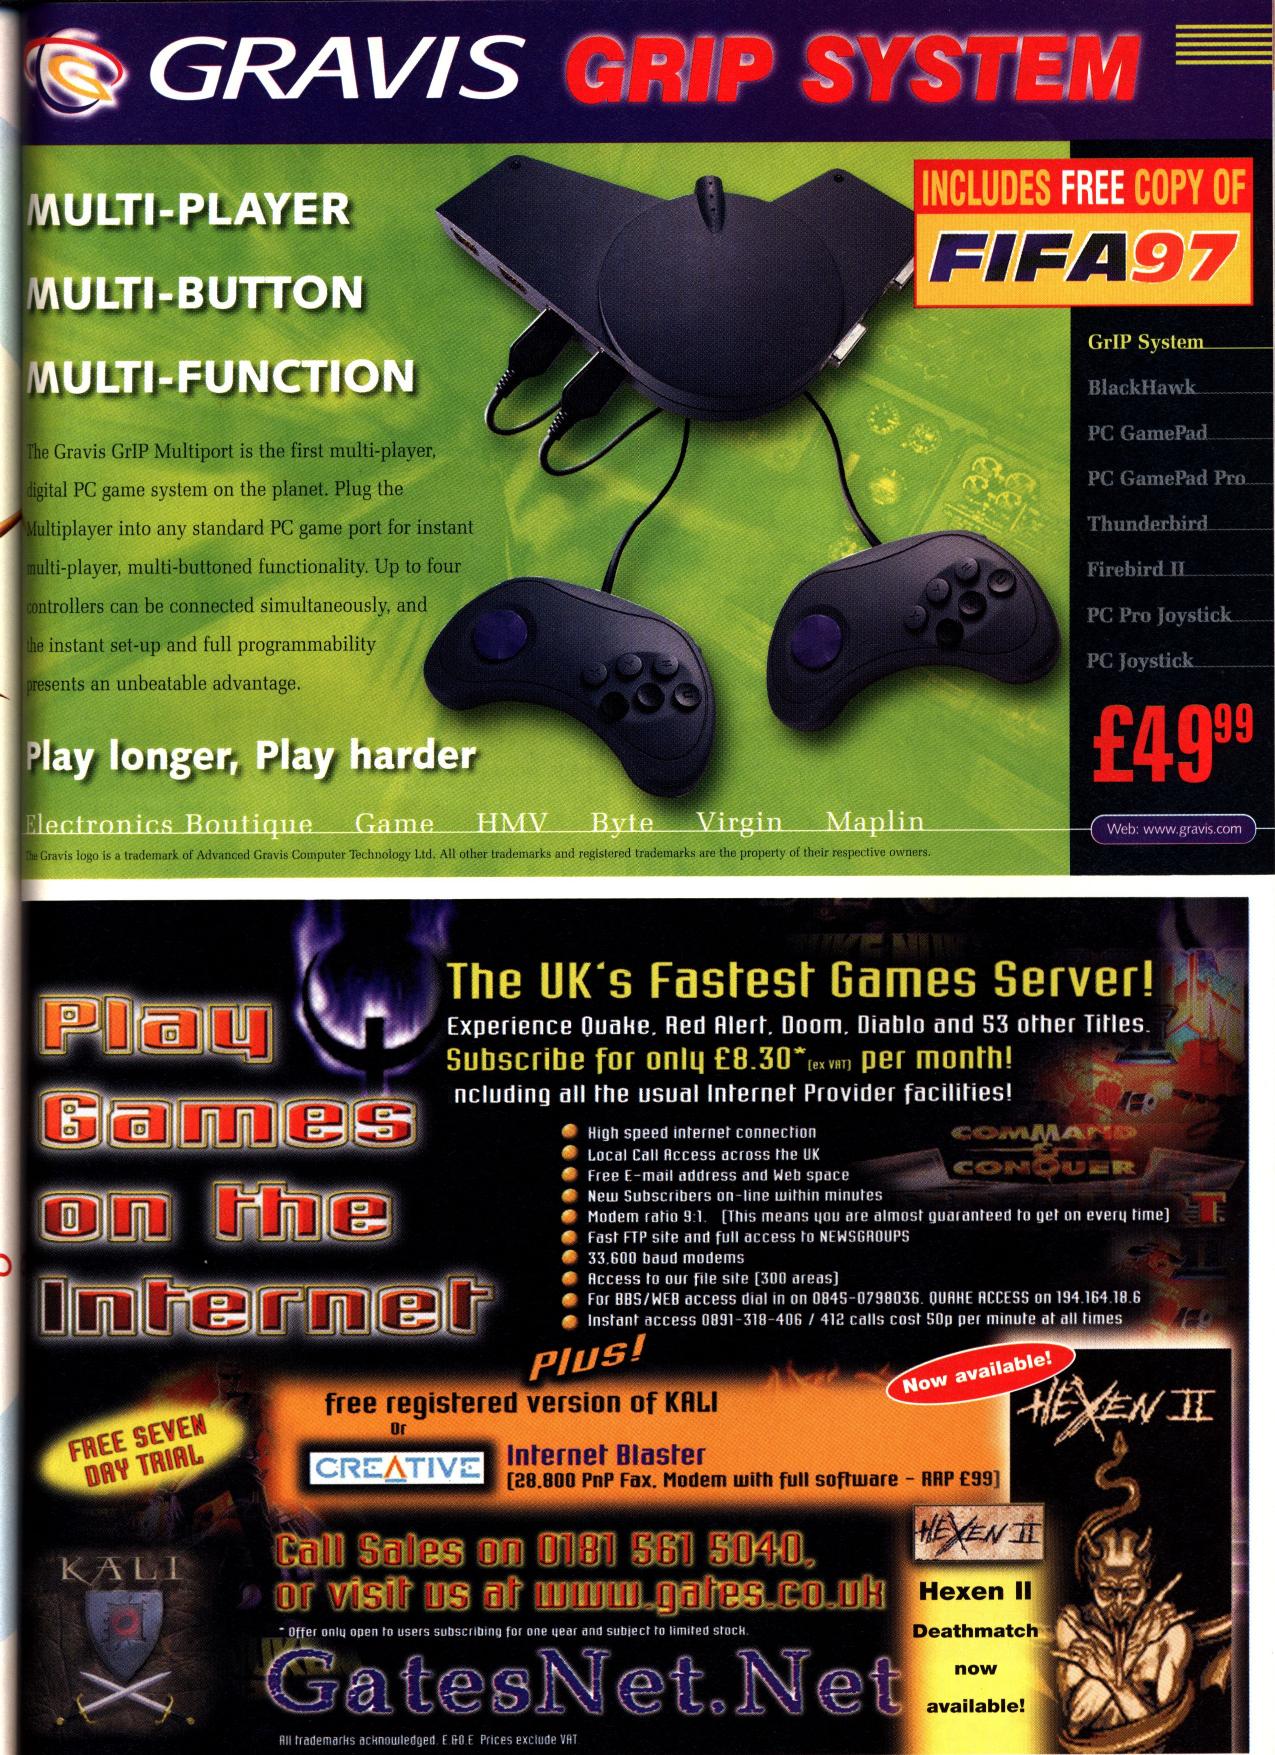 GRAVIS GRIP SYSTEM
MULTI-PLAYER
MULTI-BUTTON
MULTI-FUNCTION
The Gravis GrIP Multiport is the first multi-player,
digital PC game system on the planet. Plug the
Multiplayer into any standard PC game port for instant
multi-player, multi-buttoned functionality. Up to four
controllers can be connected simultaneously, and
the instant set-up and full programmability
presents an unbeatable advantage.
Play longer, Play harder
Electronics Boutique Game HMV Byte Virgin Maplin
The Gravis logo is a trademark of Advanced Gravis Computer Technology Ltd. All other trademarks and registered trademarks are the property of their respective owners.
INCLUDES FREE COPY OF
FIFA97
GrIP System
BlackHawk
PC GamePad
PC GamePad Pro
Thunderbird
Firebird II
PC Pro Joystick
PC Joystick
£49⁹⁹
Web: www.gravis.com
Play
Games
on the
Internet
The UK's Fastest Games Server!
Experience Quake, Red Alert, Doom, Diablo and 53 other Titles.
Subscribe for only £8.30* (ex VAT) per month!
ncluding all the usual Internet Provider facilities!
High speed internet connection
Local Call Access across the UK
Free E-mail address and Web space
New Subscribers on-line within minutes
Modem ratio 9:1. [This means you are almost guaranteed to get on every time]
Fast FTP site and full access to NEWSGROUPS
33,600 baud modems
Access to our file site [300 areas]
For BBS/WEB access dial in on 0845-0798036. QUAKE ACCESS on 194.164.18.6
Instant access 0891-318-406 / 412 calls cost 50p per minute at all times
COMMAND
&
CONQUER
Plus!
free registered version of KALI
Or
CREATIVE
Internet Blaster
[28.800 PnP Fax, Modem with full software - RRP £99]
FREE SEVEN
DAY TRIAL
Now available!
HEXEN II
KALI
Call Sales on 0181 561 5040,
or visit us at www.gates.co.uk
* Offer only open to users subscribing for one year and subject to limited stock.
GatesNet.Net
All trademarks acknowledged. E.&O.E Prices exclude VAT
HEXEN II
Hexen II
Deathmatch
now
available!